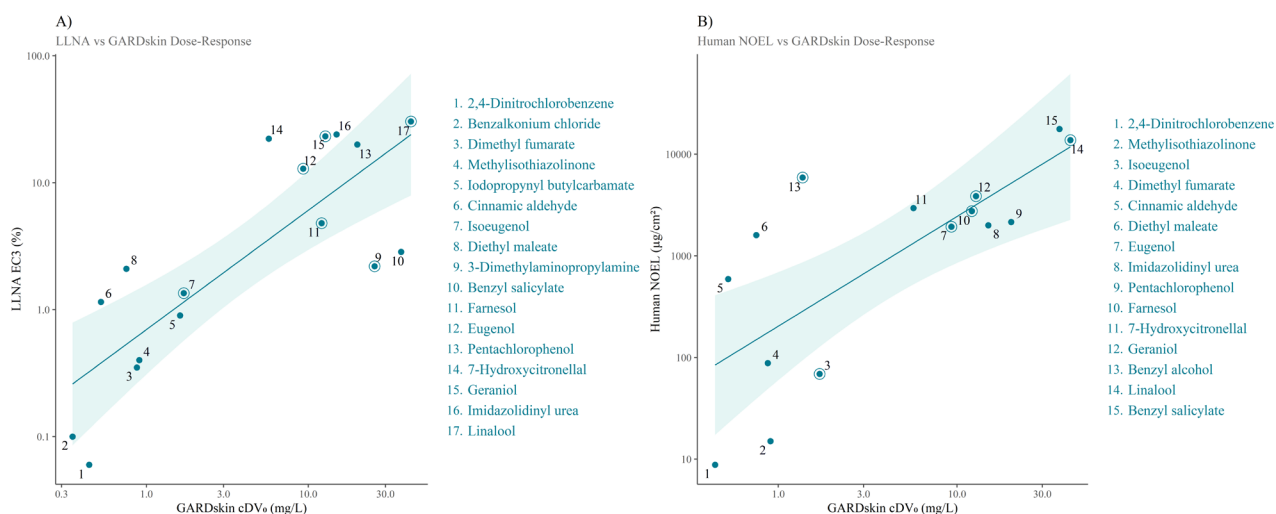 A)
LLNA vs GARDskin Dose-Response
100.0
10.0
1.0
0.1
LLNA EC3 (%)
0.3
1.0
10.0
30.0
GARDskin cDV₀ (mg/L)
14
16
17
15
13
12
11
9
10
8
7
6
5
4
3
2
1
1. 2,4-Dinitrochlorobenzene
2. Benzalkonium chloride
3. Dimethyl fumarate
4. Methylisothiazolinone
5. Iodopropynyl butylcarbamate
6. Cinnamic aldehyde
7. Isoeugenol
8. Diethyl maleate
9. 3-Dimethylaminopropylamine
10. Benzyl salicylate
11. Farnesol
12. Eugenol
13. Pentachlorophenol
14. 7-Hydroxycitronellal
15. Geraniol
16. Imidazolidinyl urea
17. Linalool
B)
Human NOEL vs GARDskin Dose-Response
10000
1000
100
10
Human NOEL (µg/cm²)
1.0
10.0
30.0
GARDskin cDV₀ (mg/L)
15
14
13
12
11
10
9
8
7
6
5
4
3
2
1
1. 2,4-Dinitrochlorobenzene
2. Methylisothiazolinone
3. Isoeugenol
4. Dimethyl fumarate
5. Cinnamic aldehyde
6. Diethyl maleate
7. Eugenol
8. Imidazolidinyl urea
9. Pentachlorophenol
10. Farnesol
11. 7-Hydroxycitronellal
12. Geraniol
13. Benzyl alcohol
14. Linalool
15. Benzyl salicylate